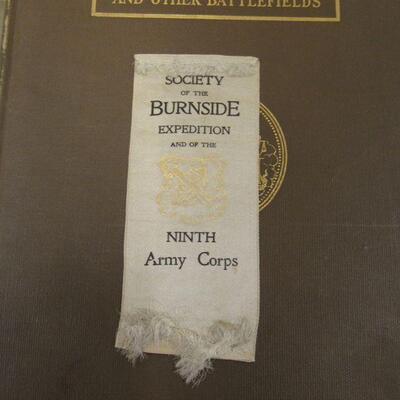 AND OTHER BATTLEFIELDS
SOCIETY
OF THE
BURNSIDE
EXPEDITION
AND OF THE
NINTH
Army Corps